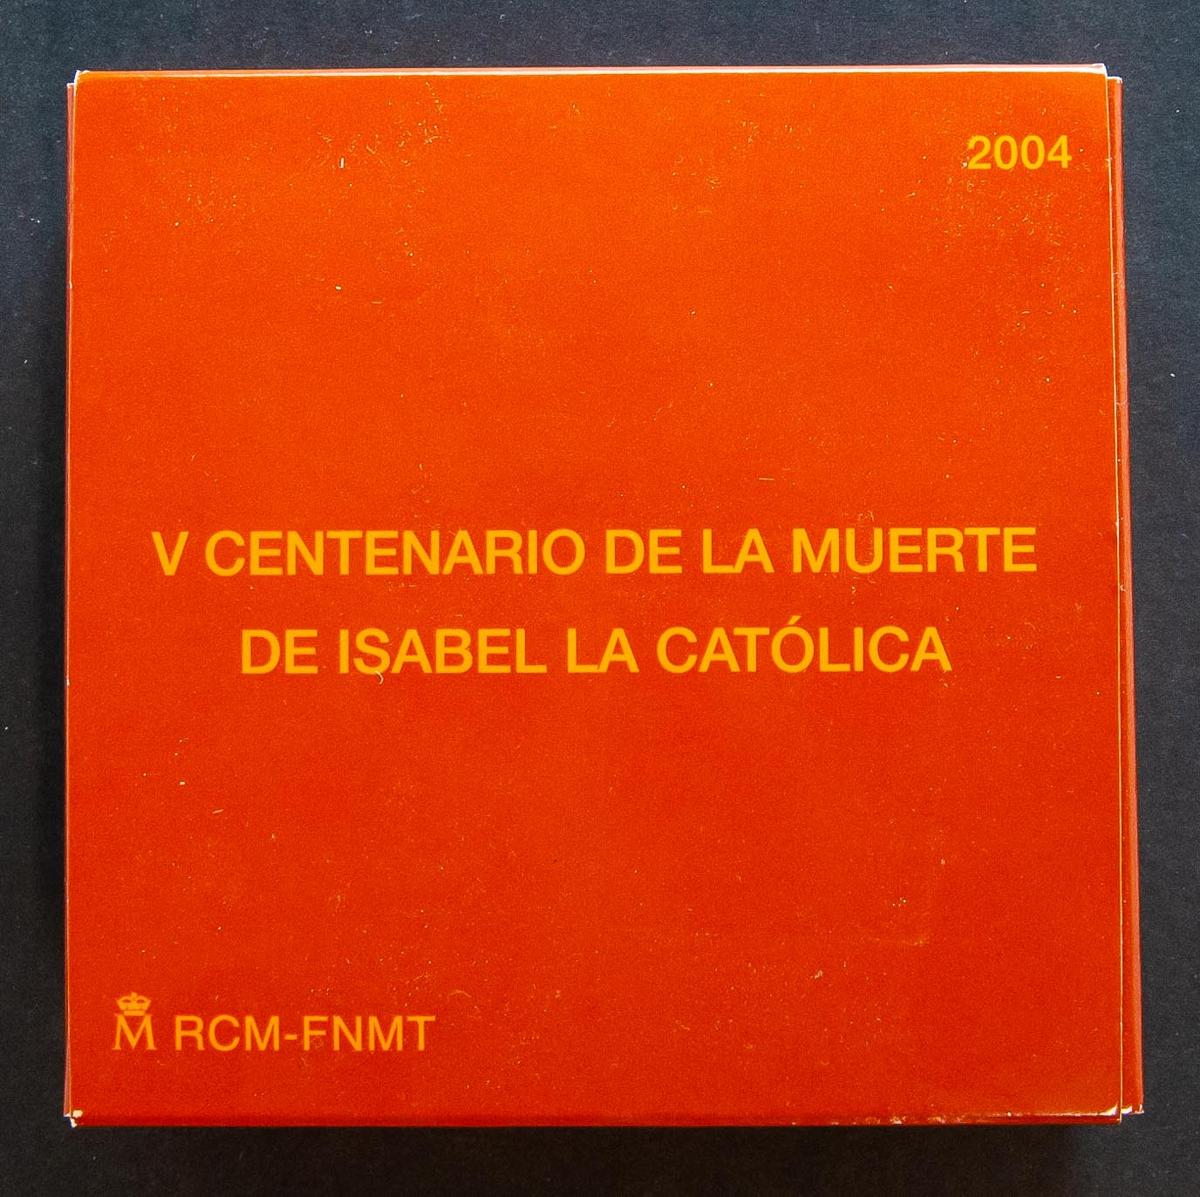 2004
V CENTENARIO DE LA MUERTE
DE ISABEL LA CATÓLICA
M RCM-FNMT